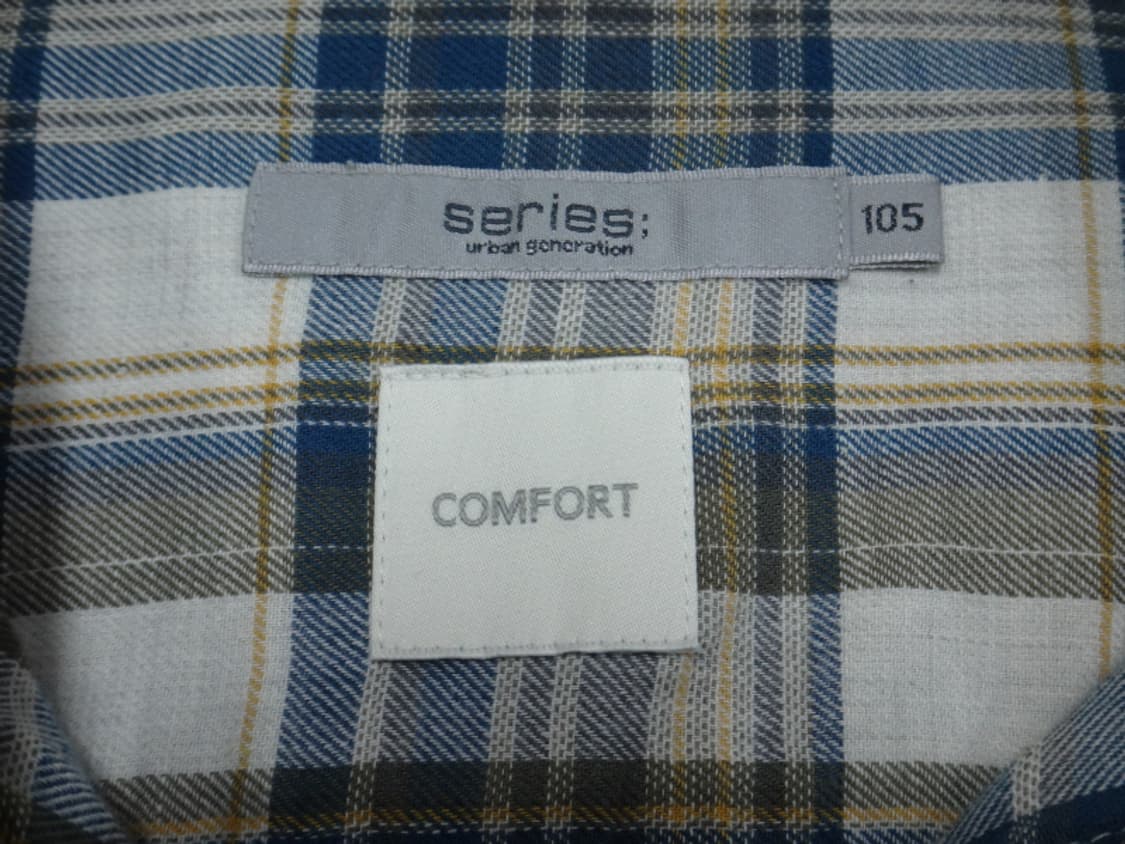 series;
urban generation
105
COMFORT